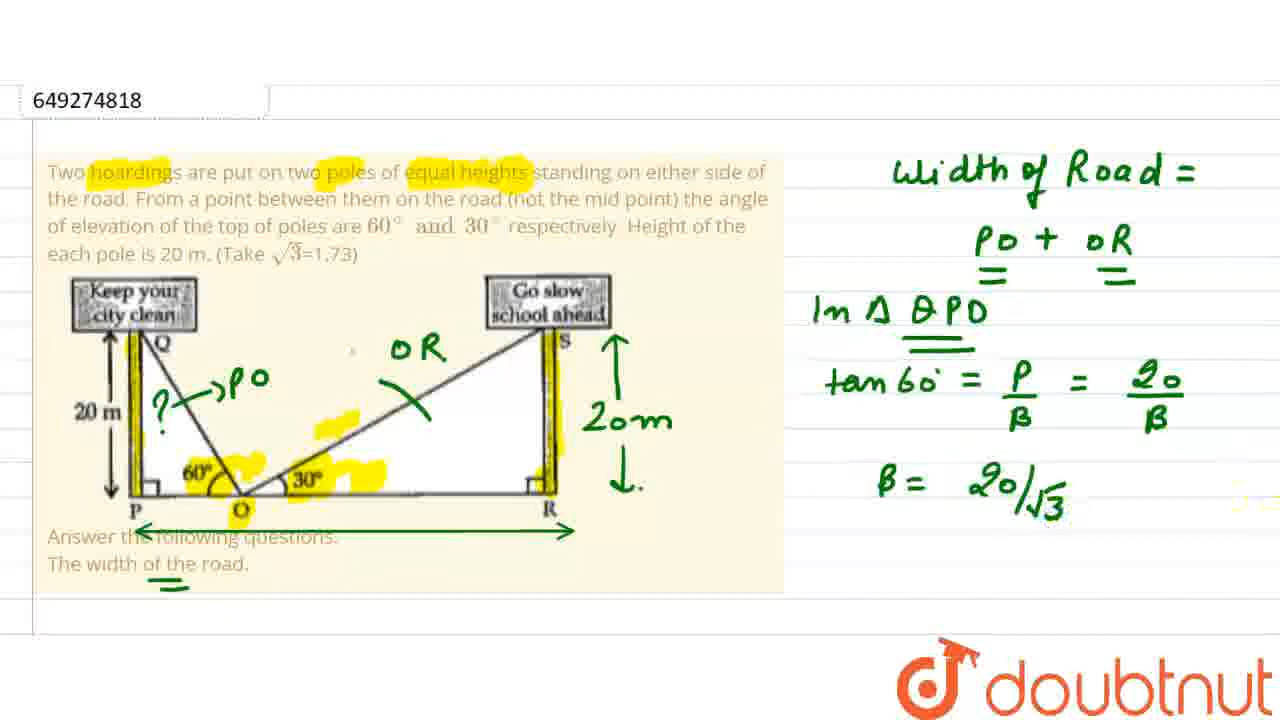 649274818
Two hoardings are put on two poles of equal heights standing on either side of
the road. From a point between them on the road (not the mid point) the angle
of elevation of the top of poles are 60° and 30° respectively. Height of the
each pole is 20 m. (Take √3=1.73)
Keep your
city clean
Go slow
school ahead
Q
S
20 m
?
PO
OR
20m
60°
30°
P
O
R
Answer the following questions:
The width of the road.
Width of Road =
PO + OR
In Δ QPO
tan 60° = P/B = 20/B
B = 20/√3
doubtnut